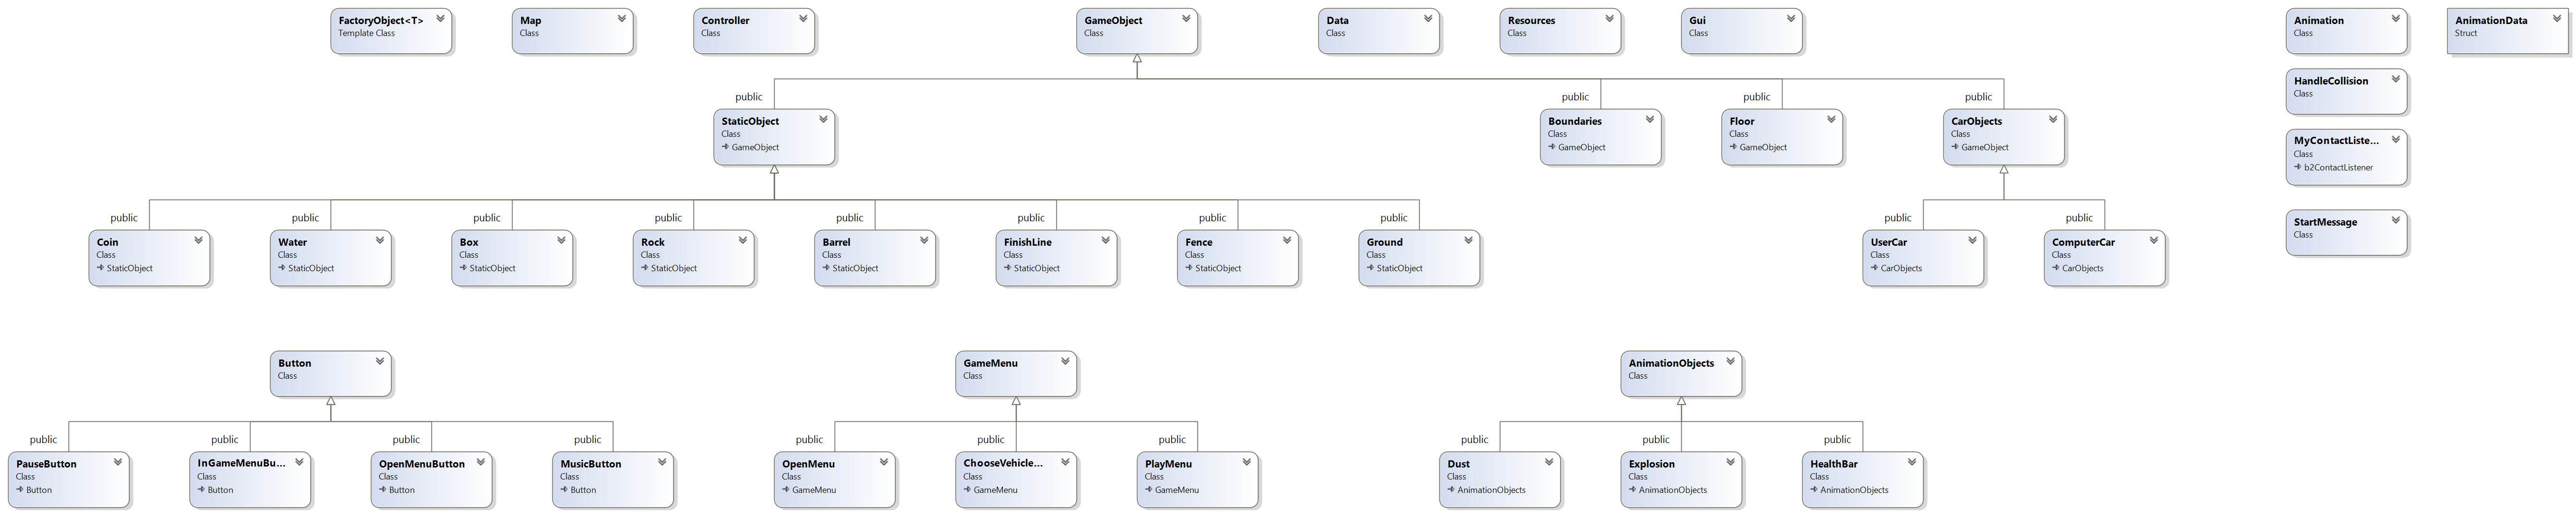 FactoryObject<T>
Template Class
Map
Class
Controller
Class
GameObject
Class
Data
Class
Resources
Class
Gui
Class
Animation
Class
AnimationData
Struct
HandleCollision
Class
public
public
public
public
StaticObject
Class
GameObject
Boundaries
Class
GameObject
Floor
Class
GameObject
CarObjects
Class
GameObject
MyContactListe...
Class
b2ContactListener
public
public
public
public
public
public
public
public
public
public
StartMessage
Class
Coin
Class
StaticObject
Water
Class
StaticObject
Box
Class
StaticObject
Rock
Class
StaticObject
Barrel
Class
StaticObject
FinishLine
Class
StaticObject
Fence
Class
StaticObject
Ground
Class
StaticObject
UserCar
Class
CarObjects
ComputerCar
Class
CarObjects
Button
Class
GameMenu
Class
AnimationObjects
Class
public
public
public
public
public
public
public
public
public
public
PauseButton
Class
Button
InGameMenuBu...
Class
Button
OpenMenuButton
Class
Button
MusicButton
Class
Button
OpenMenu
Class
GameMenu
ChooseVehicle...
Class
GameMenu
PlayMenu
Class
GameMenu
Dust
Class
AnimationObjects
Explosion
Class
AnimationObjects
HealthBar
Class
AnimationObjects